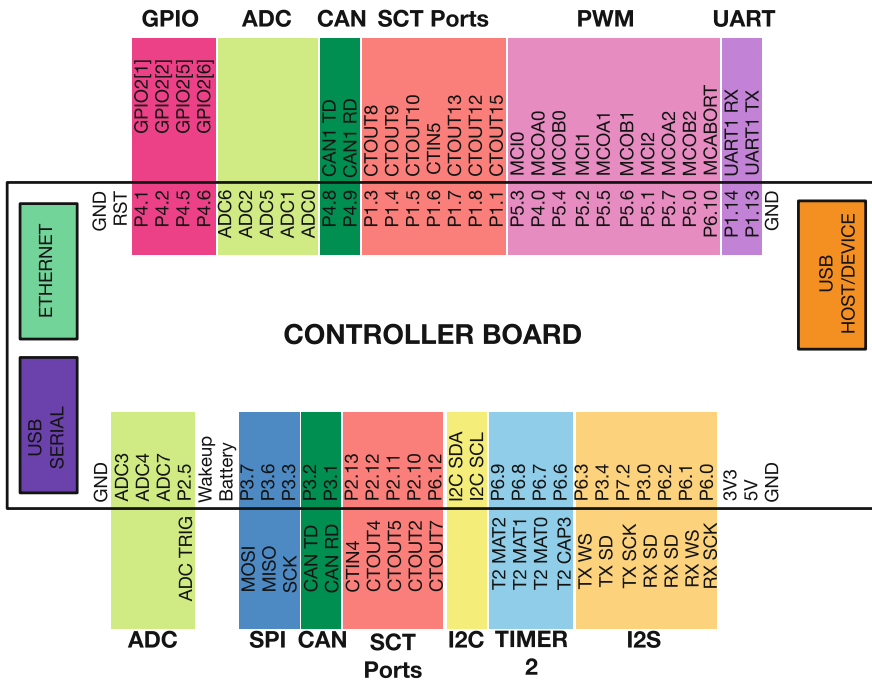 GPIO ADC CAN SCT Ports PWM UART
GPIO2[1]
GPIO2[2]
GPIO2[5]
GPIO2[6]
CAN1 TD
CAN1 RD
CTOUT8
CTOUT9
CTOUT10
CTIN5
CTOUT13
CTOUT12
CTOUT15
MCI0
MCOA0
MCOB0
MCI1
MCOA1
MCOB1
MCI2
MCOA2
MCOB2
MCABORT
UART1 RX
UART1 TX
GND
RST
P4.1
P4.2
P4.5
P4.6
ADC6
ADC2
ADC5
ADC1
ADC0
P4.8
P4.9
P1.3
P1.4
P1.5
P1.6
P1.7
P1.8
P1.1
P5.3
P4.0
P5.4
P5.2
P5.5
P5.6
P5.1
P5.7
P5.0
P6.10
P1.14
P1.13
GND
ETHERNET
USB
HOST/DEVICE
CONTROLLER BOARD
USB
SERIAL
GND
ADC3
ADC4
ADC7
P2.5
Wakeup
Battery
P3.7
P3.6
P3.3
P3.2
P3.1
P2.13
P2.12
P2.11
P2.10
P6.12
I2C SDA
I2C SCL
P6.9
P6.8
P6.7
P6.6
P6.3
P3.4
P7.2
P3.0
P6.2
P6.1
P6.0
3V3
5V
GND
ADC TRIG
MOSI
MISO
SCK
CAN TD
CAN RD
CTIN4
CTOUT4
CTOUT5
CTOUT2
CTOUT7
T2 MAT2
T2 MAT1
T2 MAT0
T2 CAP3
TX WS
TX SD
TX SCK
RX SD
RX SD
RX WS
RX SCK
ADC SPI CAN SCT I2C TIMER I2S
Ports 2